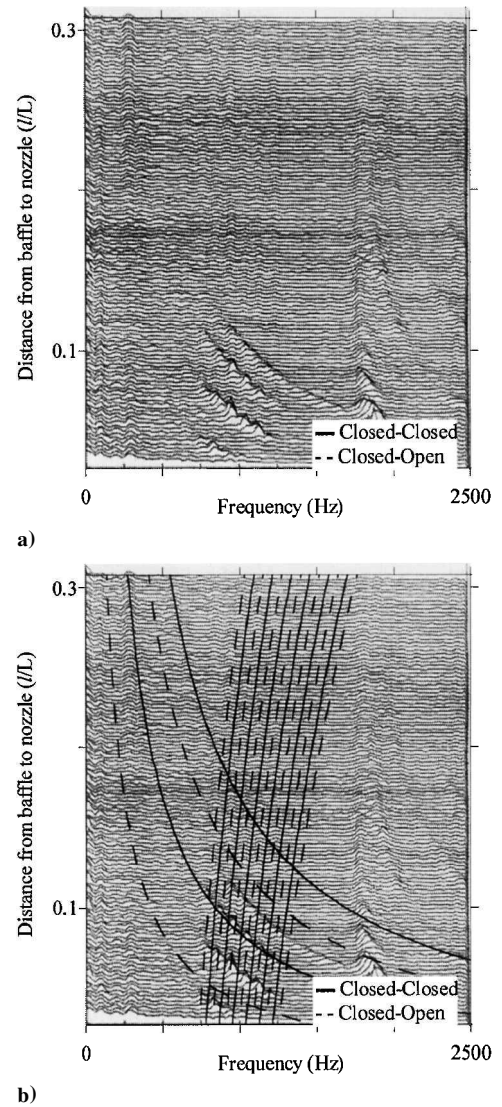 0.3
Distance from baffle to nozzle (l/L)
0.1
Closed-Closed
Closed-Open
0
Frequency (Hz)
2500
a)
0.3
Distance from baffle to nozzle (l/L)
0.1
Closed-Closed
Closed-Open
0
Frequency (Hz)
2500
b)